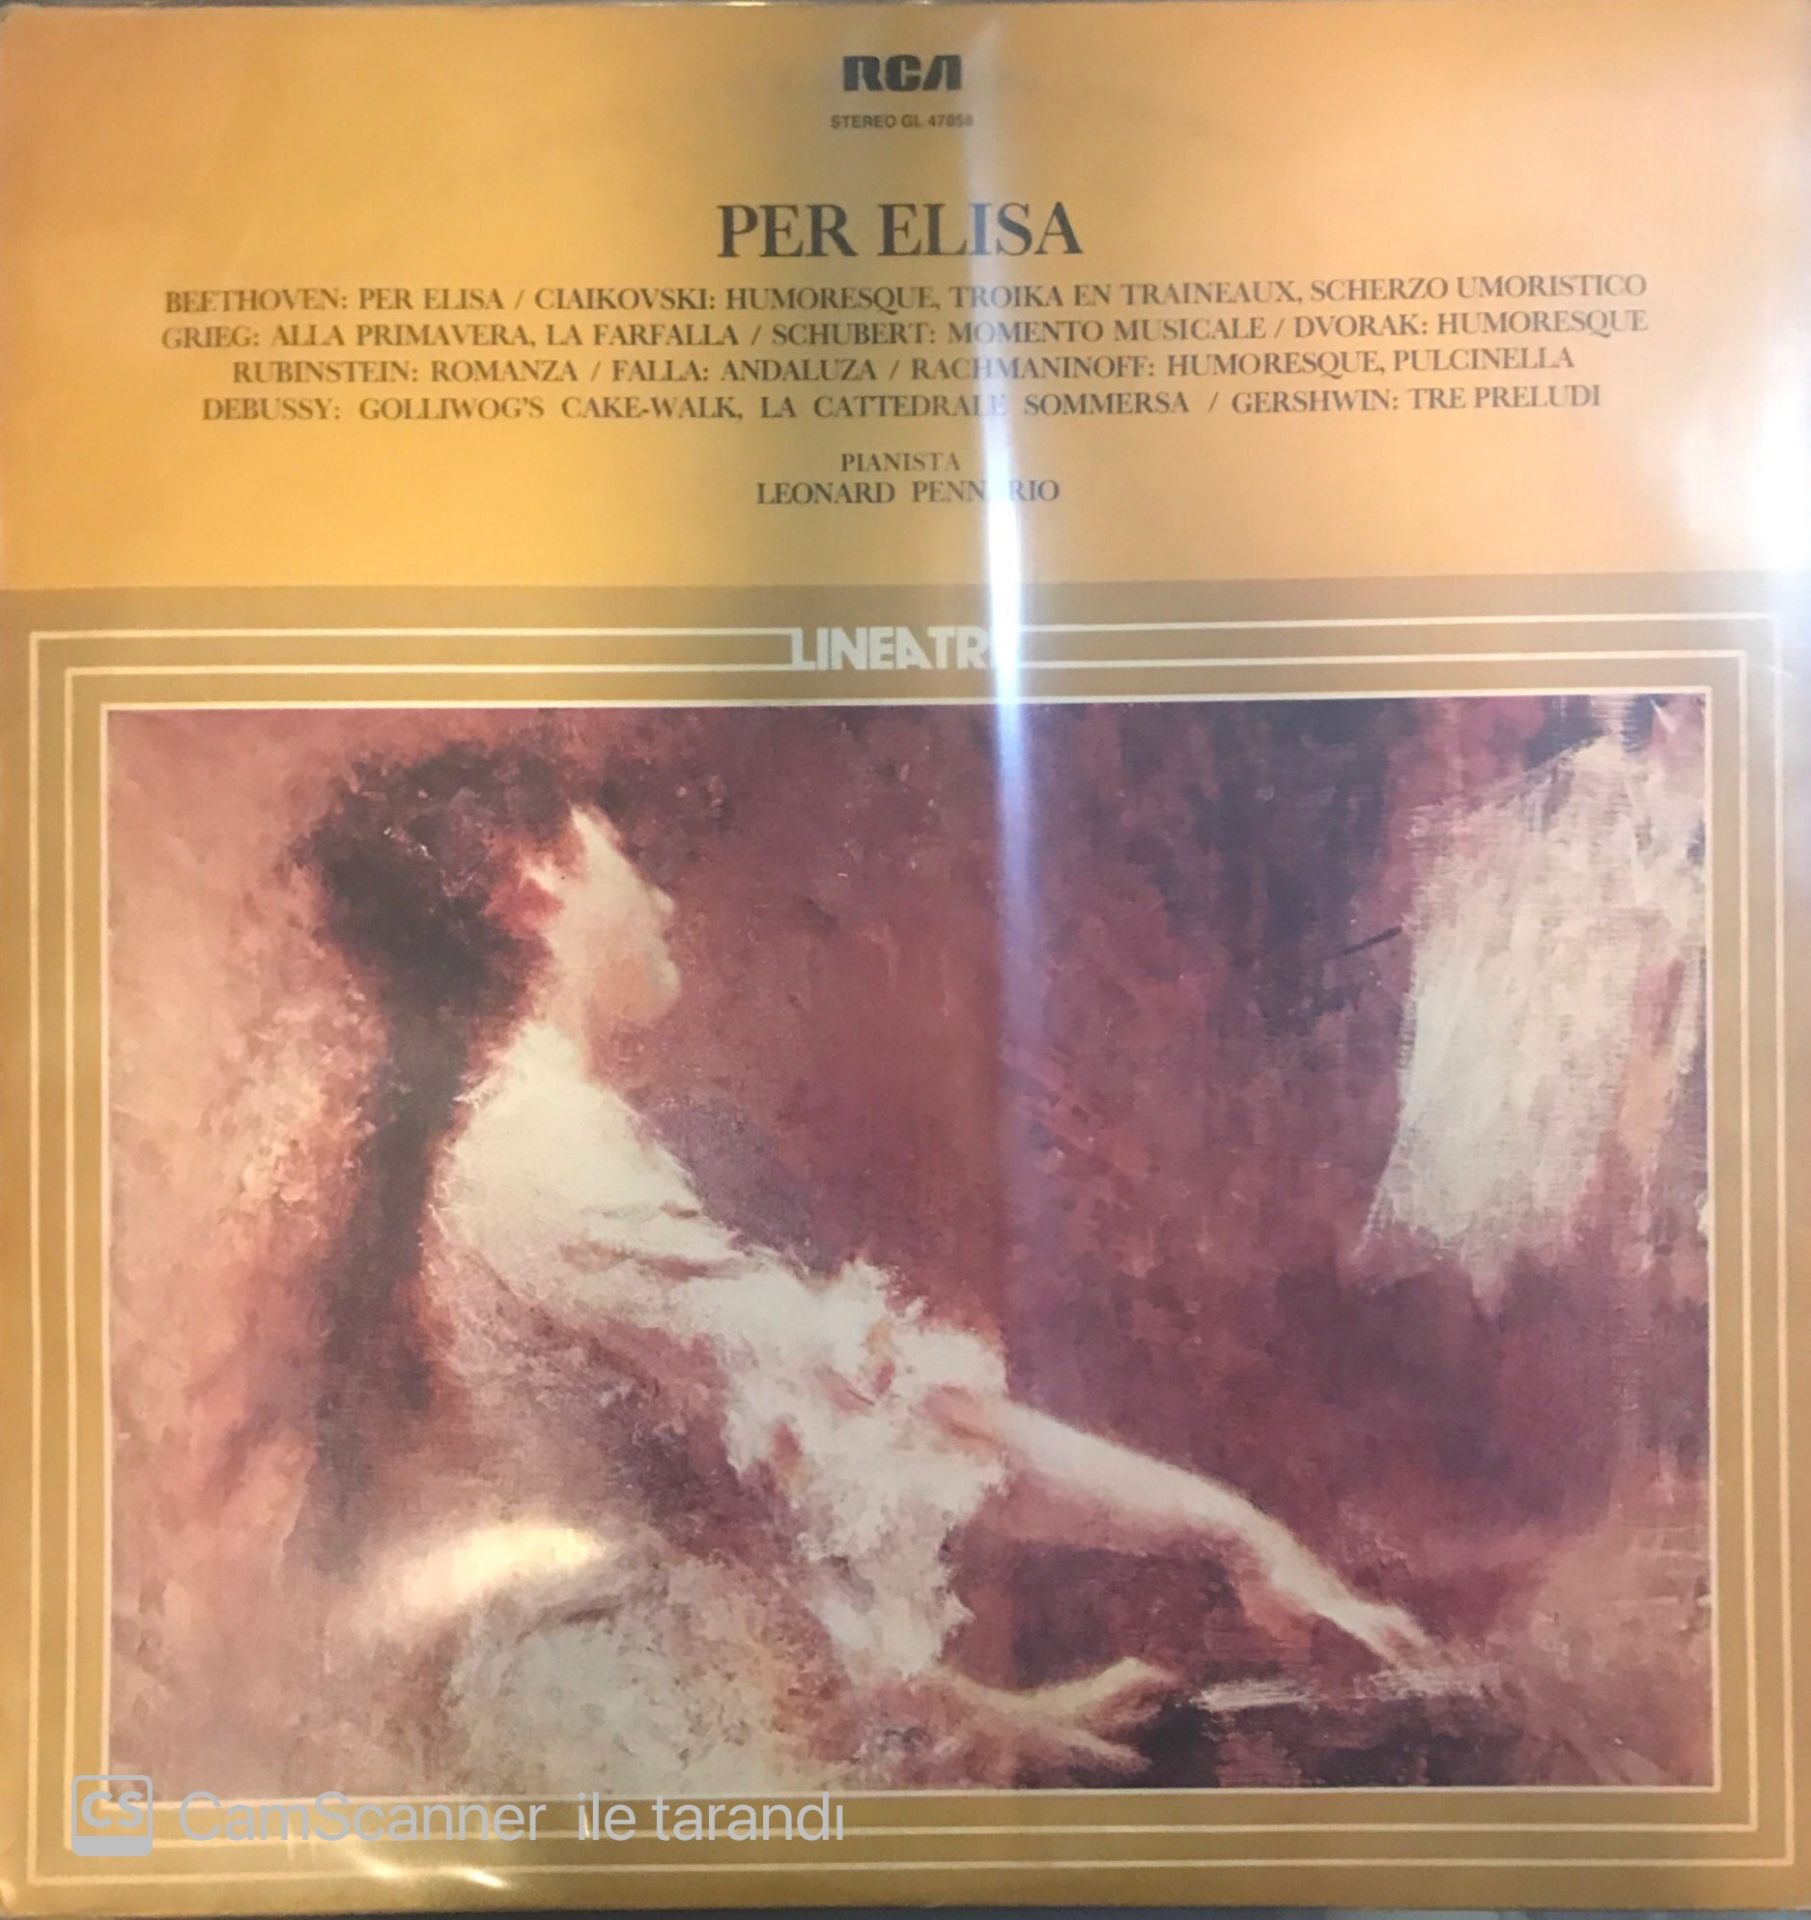 RCA
STEREO GL 47058
PER ELISA
BEETHOVEN: PER ELISA / CIAIKOVSKI: HUMORESQUE, TROIKA EN TRAINEAUX, SCHERZO UMORISTICO
GRIEG: ALLA PRIMAVERA, LA FARFALLA / SCHUBERT: MOMENTO MUSICALE / DVORAK: HUMORESQUE
RUBINSTEIN: ROMANZA / FALLA: ANDALUZA / RACHMANINOFF: HUMORESQUE, PULCINELLA
DEBUSSY: GOLLIWOG'S CAKE-WALK, LA CATTEDRALE SOMMERSA / GERSHWIN: TRE PRELUDI
PIANISTA
LEONARD PENNARIO
LINEATRE
CS CamScanner ile tarandı